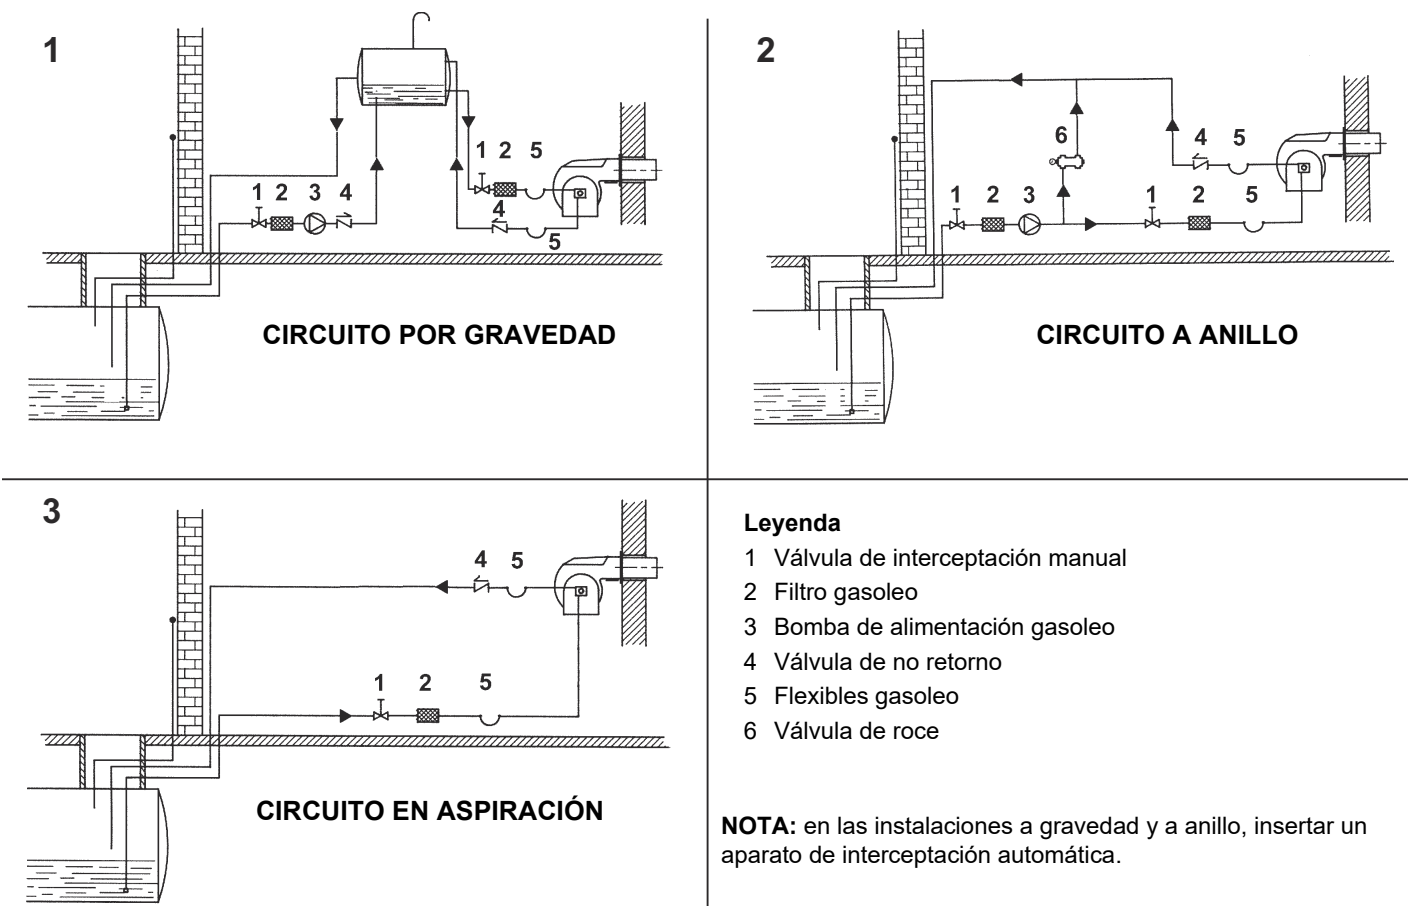 1
1 2 5
1 2 3 4
4
5
CIRCUITO POR GRAVEDAD
2
4 5
6
1 2 3 1 2 5
CIRCUITO A ANILLO
3
4 5
1 2 5
CIRCUITO EN ASPIRACIÓN
Leyenda
1 Válvula de interceptación manual
2 Filtro gasoleo
3 Bomba de alimentación gasoleo
4 Válvula de no retorno
5 Flexibles gasoleo
6 Válvula de roce
NOTA: en las instalaciones a gravedad y a anillo, insertar un
aparato de interceptación automática.